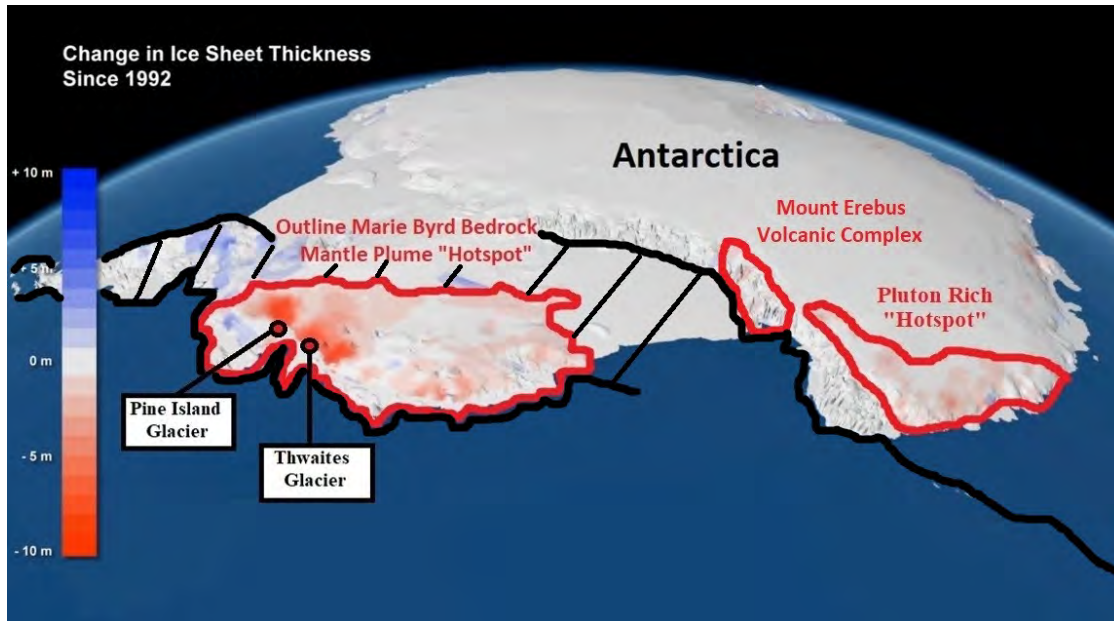 Change in Ice Sheet Thickness
Since 1992
+ 10 m
+ 5 m
0 m
- 5 m
- 10 m
Antarctica
Outline Marie Byrd Bedrock
Mantle Plume "Hotspot"
Mount Erebus
Volcanic Complex
Pluton Rich
"Hotspot"
Pine Island
Glacier
Thwaites
Glacier